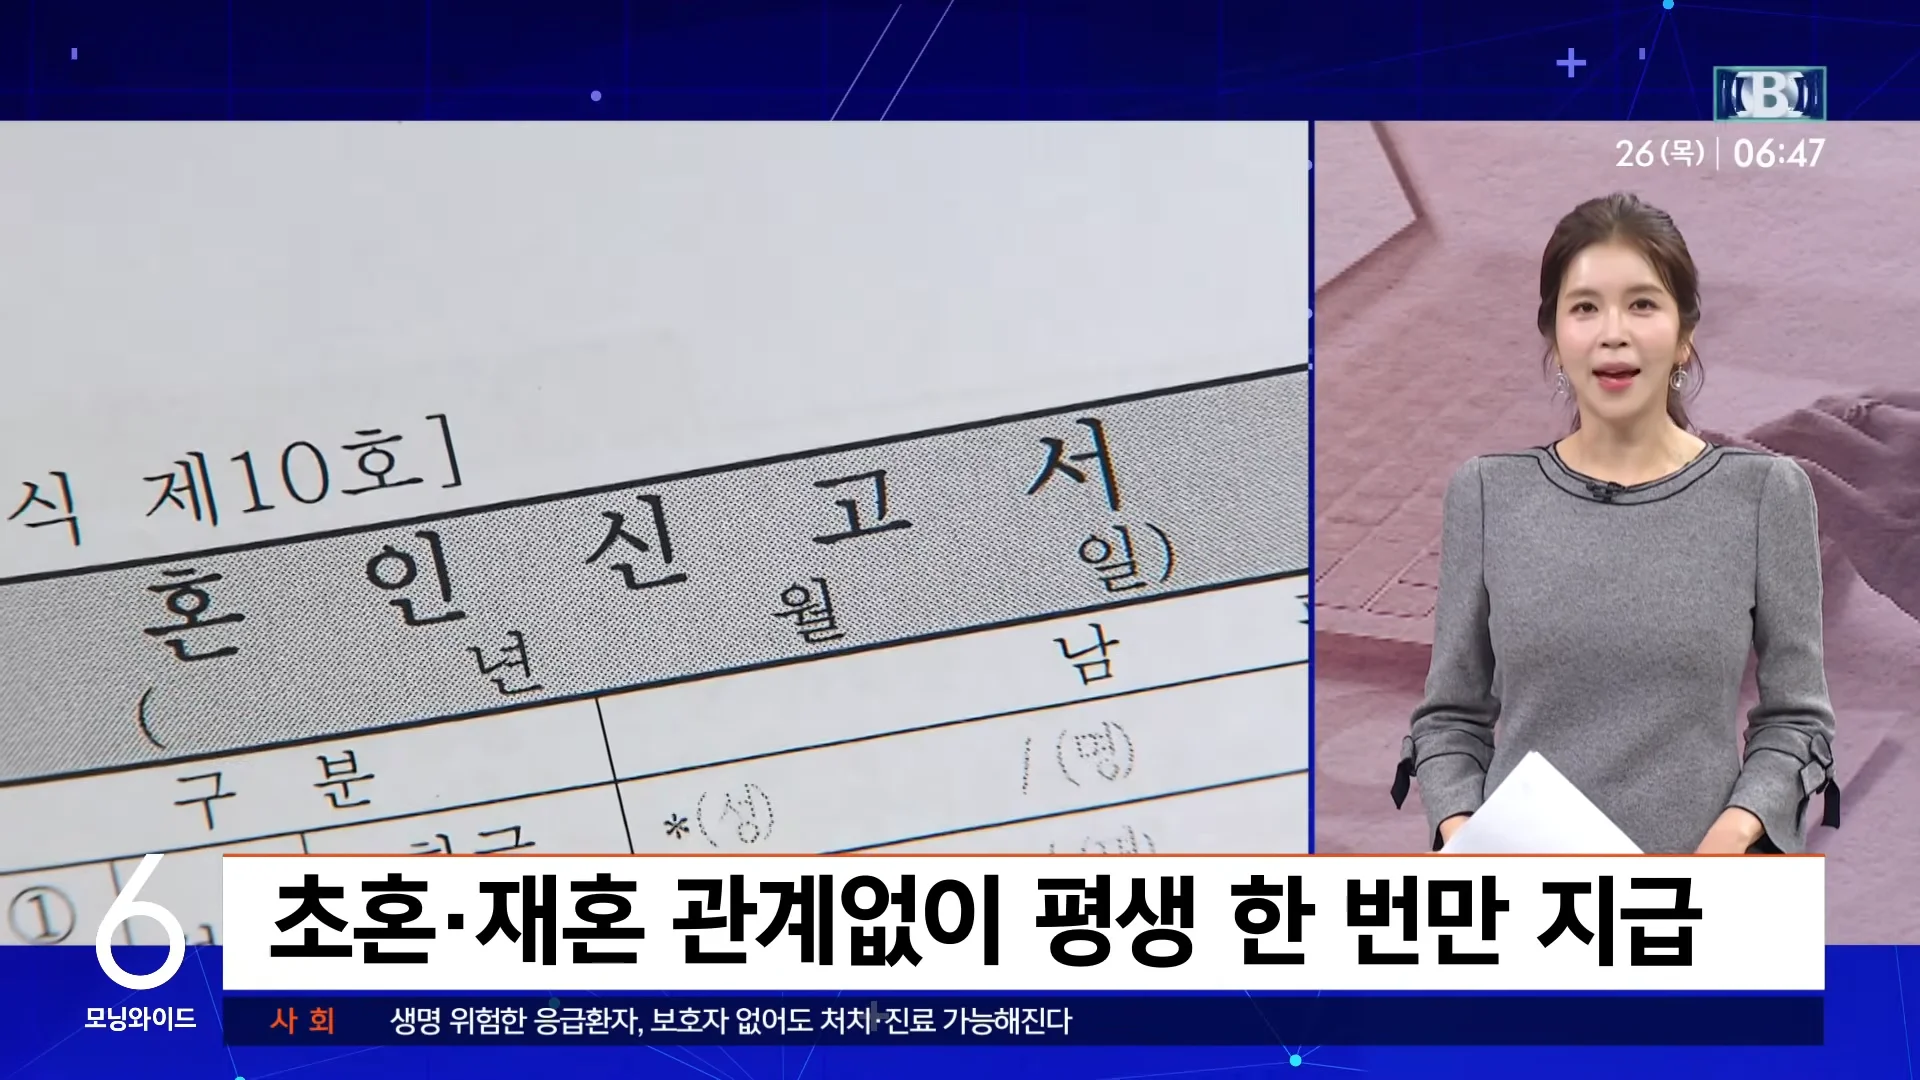 B
26(목) 06:47
식 제10호]
혼 인 신 고 서
( 년 월 일)
구 분 남
*(성) / (명)
①
6
초혼·재혼 관계없이 평생 한 번만 지급
모닝와이드
사 회 생명 위험한 응급환자, 보호자 없어도 처치·진료 가능해진다